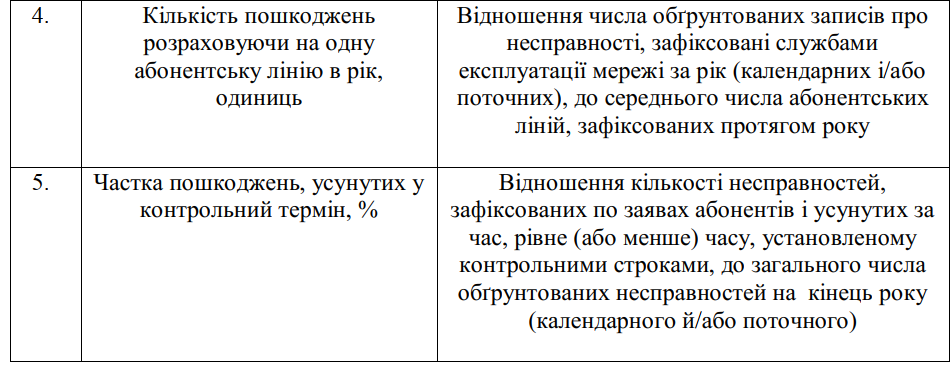 4.
Кількість пошкоджень
розраховуючи на одну
абонентську лінію в рік,
одиниць
Відношення числа обґрунтованих записів про
несправності, зафіксовані службами
експлуатації мережі за рік (календарних і/або
поточних), до середнього числа абонентських
ліній, зафіксованих протягом року
5.
Частка пошкоджень, усунутих у
контрольний термін, %
Відношення кількості несправностей,
зафіксованих по заявах абонентів і усунутих за
час, рівне (або менше) часу, установленому
контрольними строками, до загального числа
обґрунтованих несправностей на кінець року
(календарного й/або поточного)